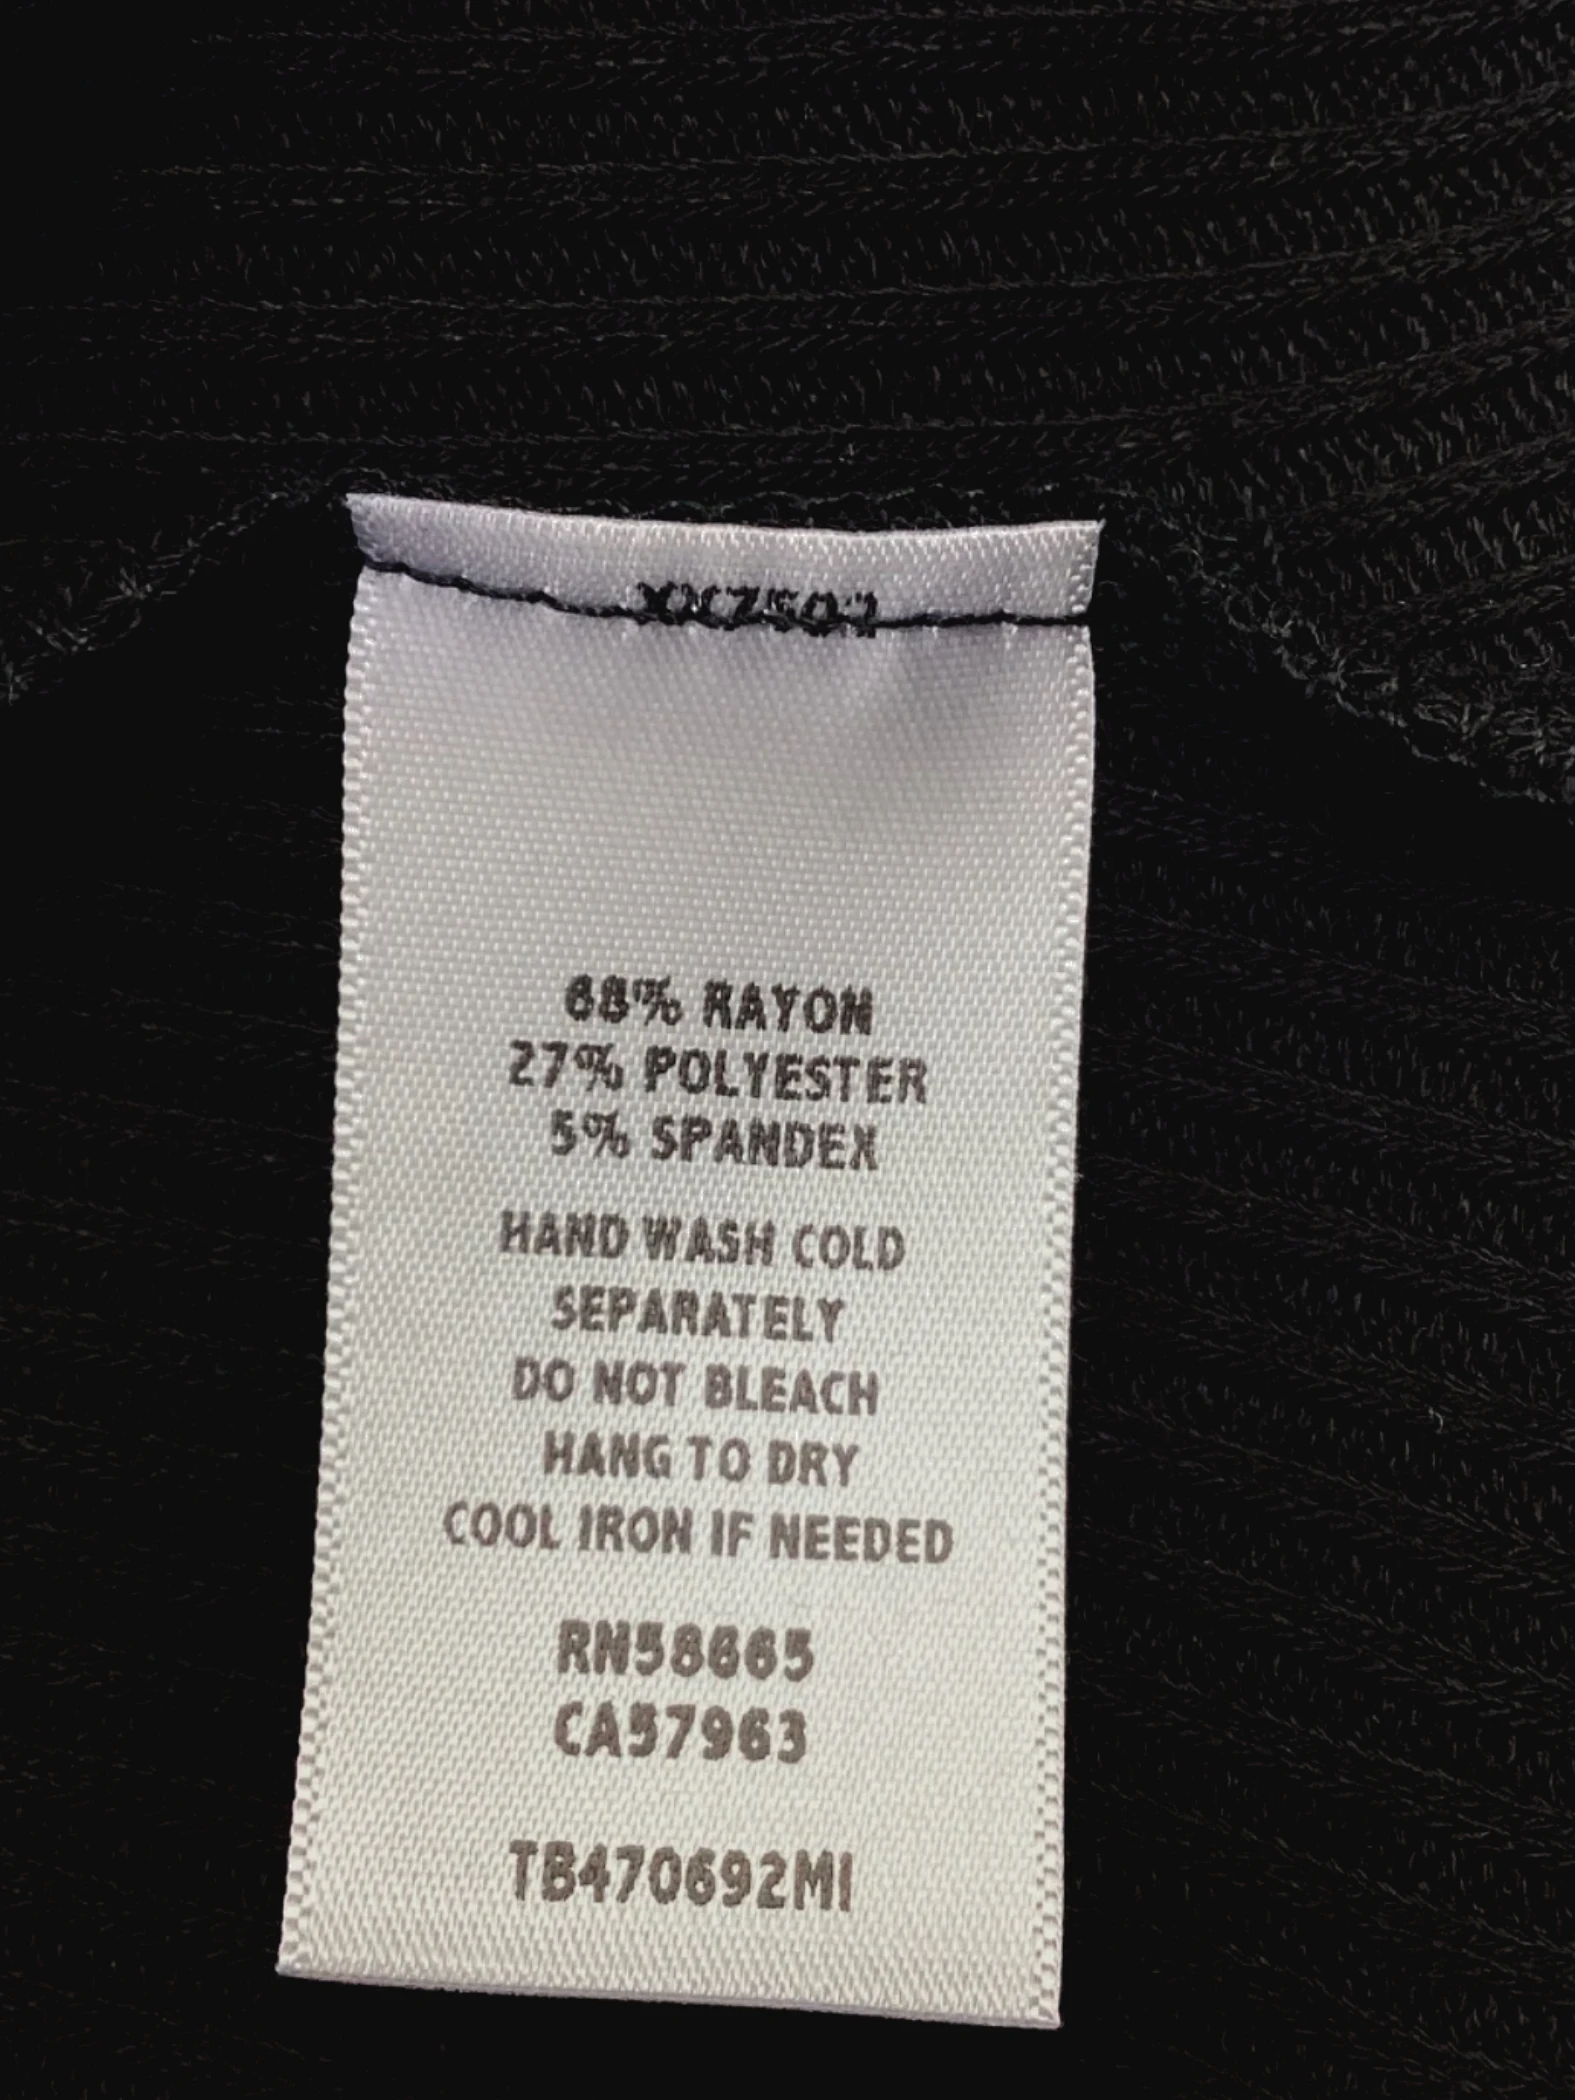 68% RAYON
27% POLYESTER
5% SPANDEX
HAND WASH COLD
SEPARATELY
DO NOT BLEACH
HANG TO DRY
COOL IRON IF NEEDED
RN58665
CA57963
TB470692MI